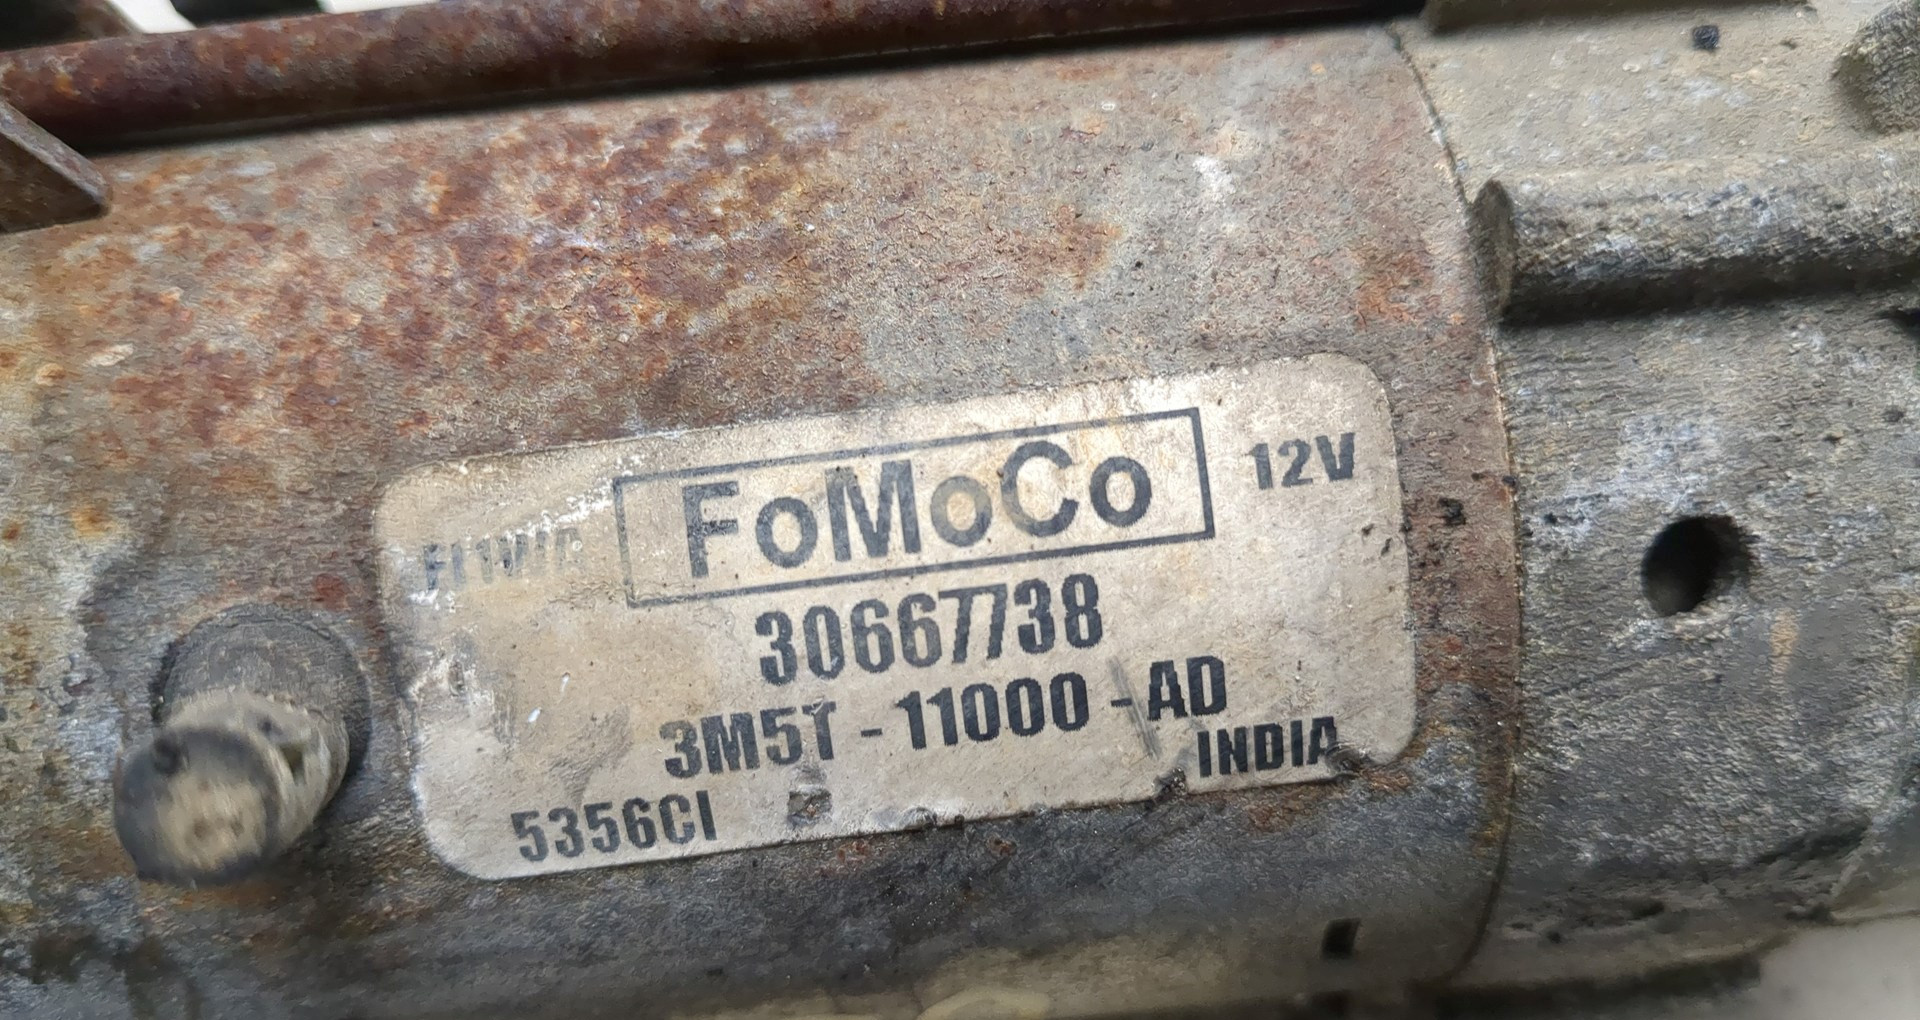 FoMoCo 12V
30667738
3M5T-11000-AD
INDIA
5356CI